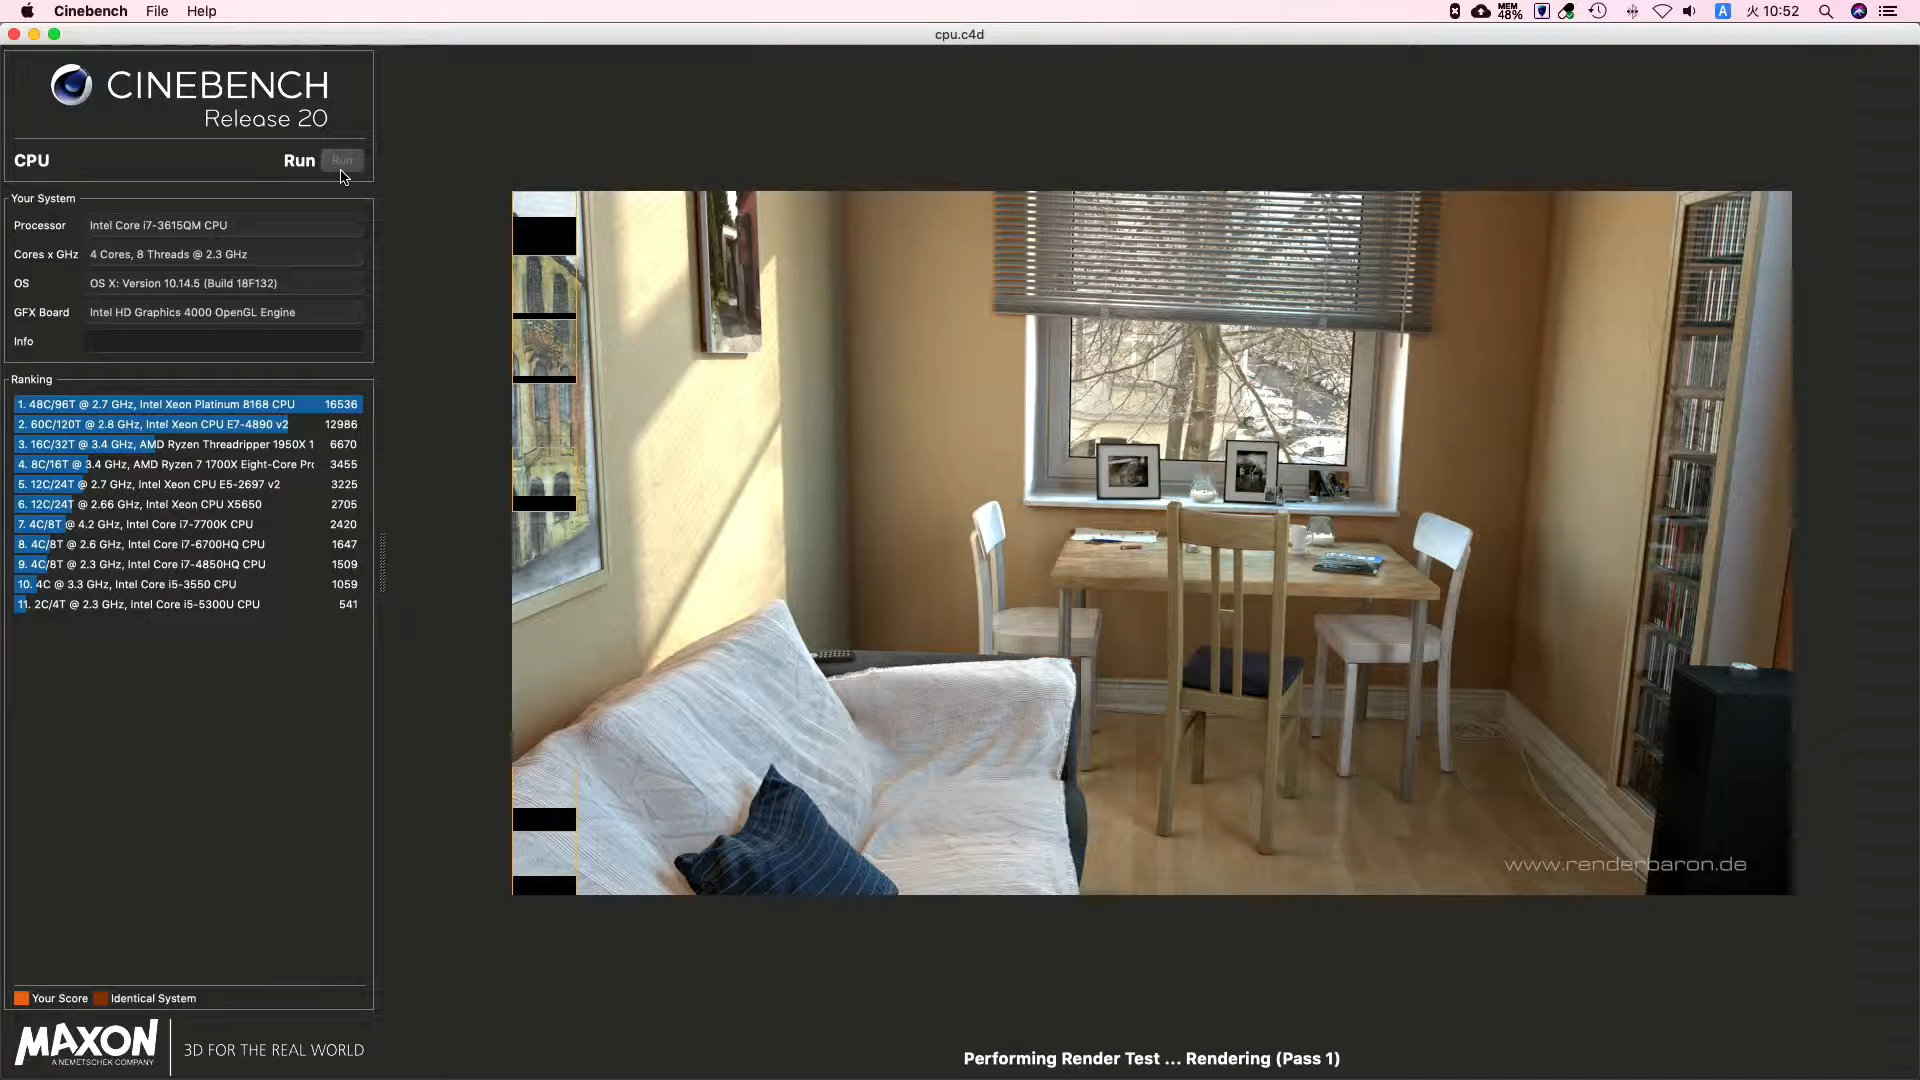 Cinebench File Help
MEM
48%
A
火 10:52
cpu.c4d
CINEBENCH
Release 20
CPU
Run
Run
Your System
Processor Intel Core i7-3615QM CPU
Cores x GHz 4 Cores, 8 Threads @ 2.3 GHz
OS OS X: Version 10.14.5 (Build 18F132)
GFX Board Intel HD Graphics 4000 OpenGL Engine
Info
Ranking
1. 48C/96T @ 2.7 GHz, Intel Xeon Platinum 8168 CPU 16536
2. 60C/120T @ 2.8 GHz, Intel Xeon CPU E7-4890 v2 12986
3. 16C/32T @ 3.4 GHz, AMD Ryzen Threadripper 1950X 1 6670
4. 8C/16T @ 3.4 GHz, AMD Ryzen 7 1700X Eight-Core Pro 3455
5. 12C/24T @ 2.7 GHz, Intel Xeon CPU E5-2697 v2 3225
6. 12C/24T @ 2.66 GHz, Intel Xeon CPU X5650 2705
7. 4C/8T @ 4.2 GHz, Intel Core i7-7700K CPU 2420
8. 4C/8T @ 2.6 GHz, Intel Core i7-6700HQ CPU 1647
9. 4C/8T @ 2.3 GHz, Intel Core i7-4850HQ CPU 1509
10. 4C @ 3.3 GHz, Intel Core i5-3550 CPU 1059
11. 2C/4T @ 2.3 GHz, Intel Core i5-5300U CPU 541
www.renderbaron.de
Your Score Identical System
MAXON
A NEMETSCHEK COMPANY
3D FOR THE REAL WORLD
Performing Render Test ... Rendering (Pass 1)